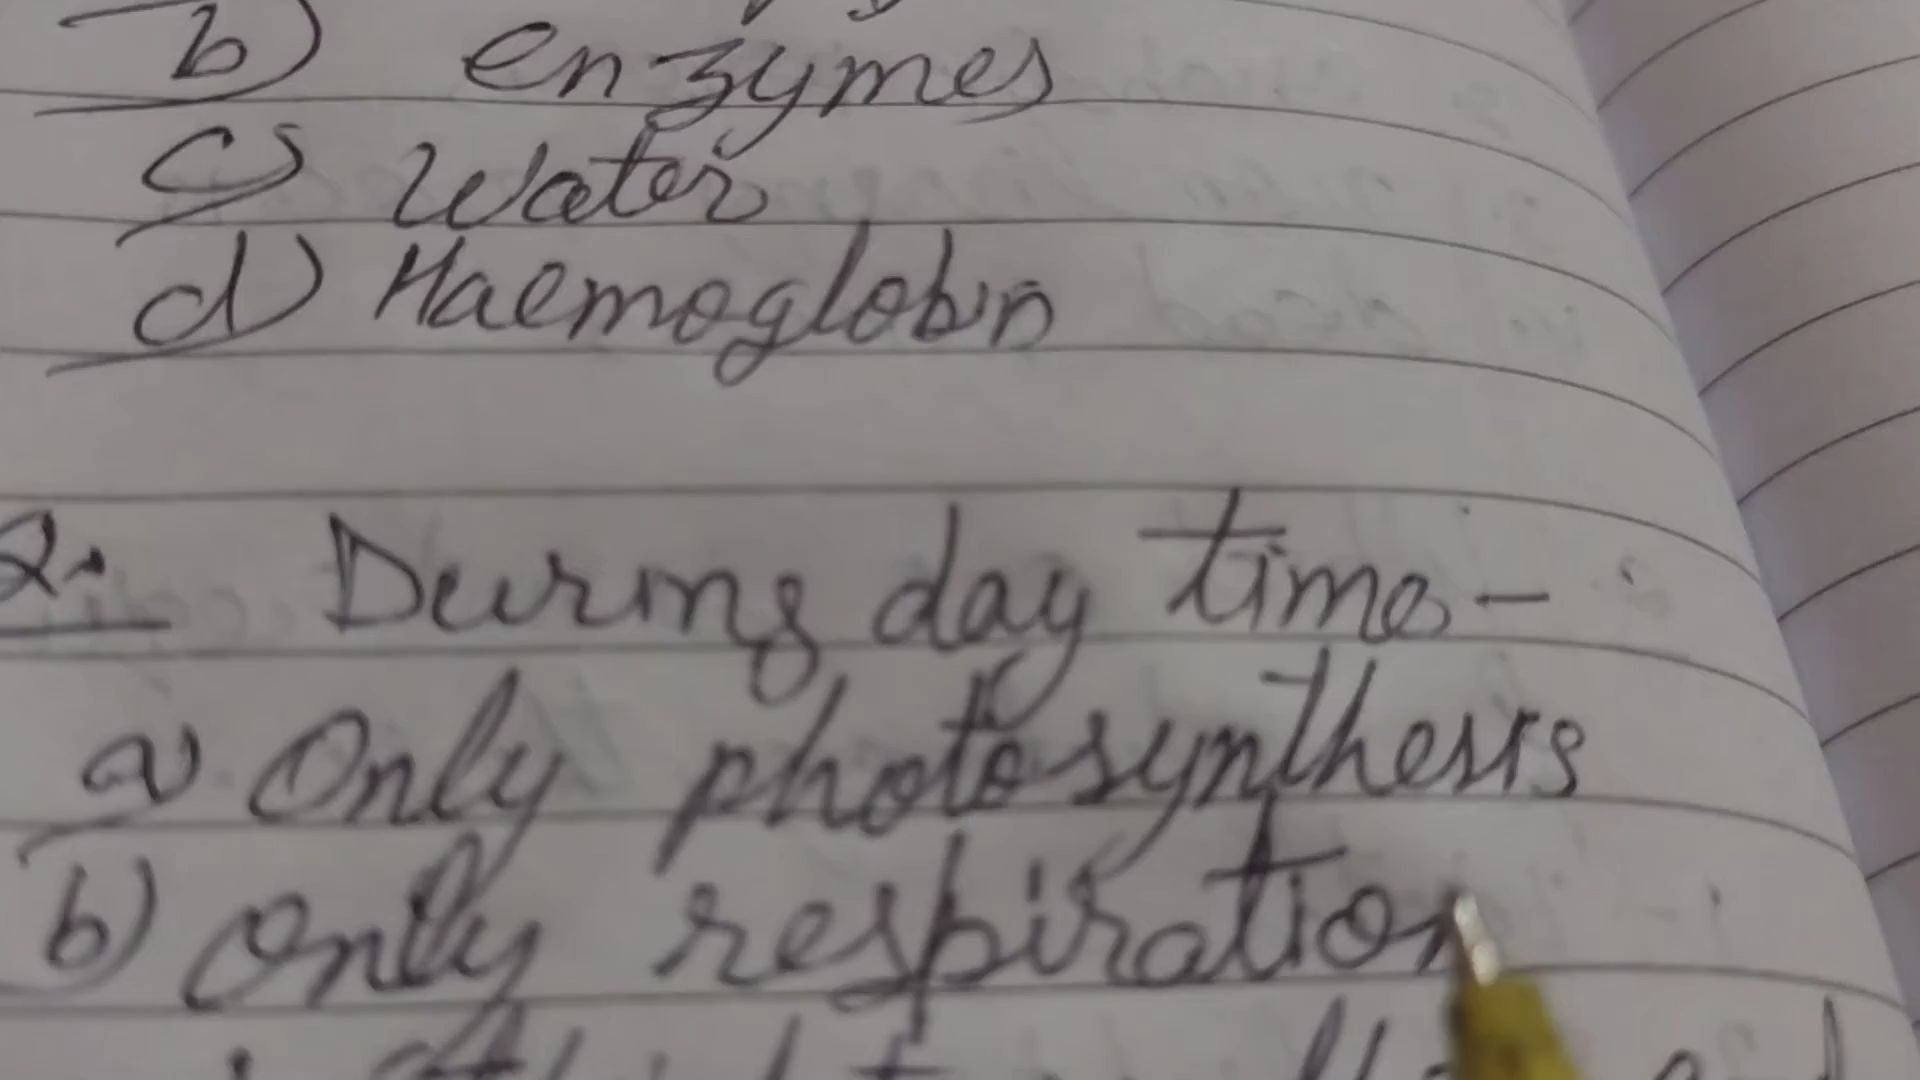 b) enzymes
c) Water
d) Haemoglobin
2. During day time -
a) Only photosynthesis
b) Only respiration